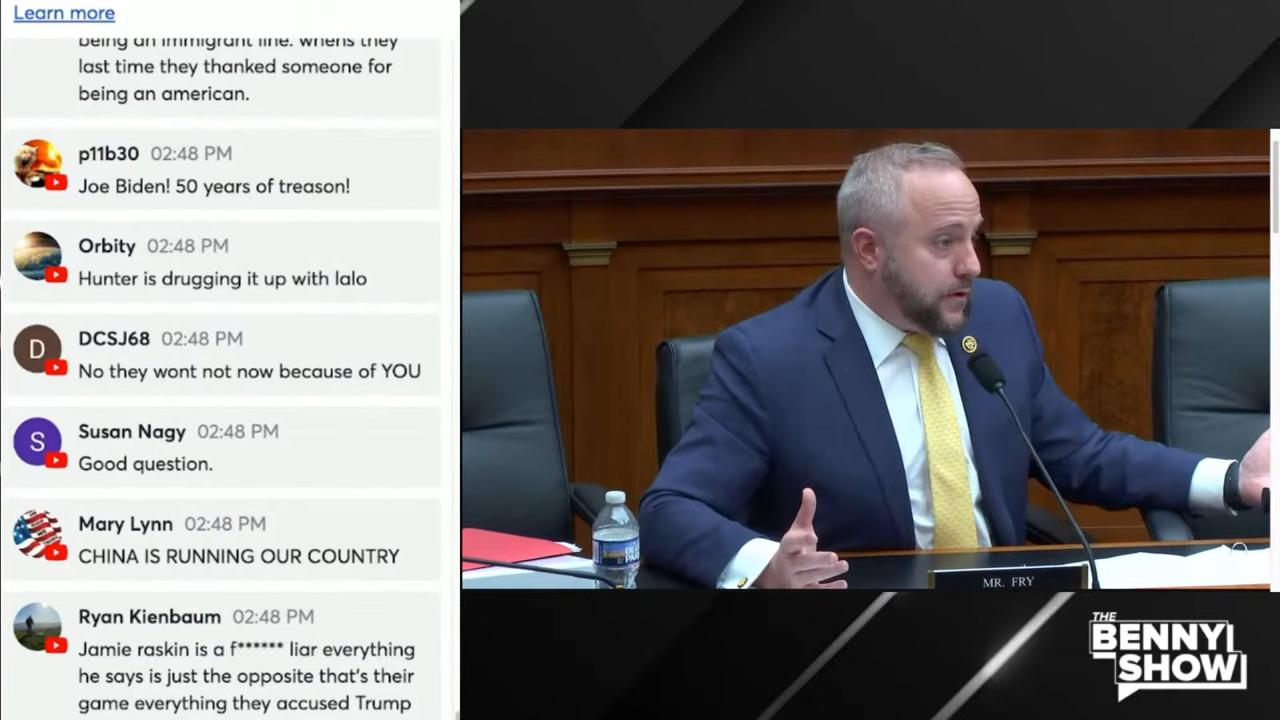 Learn more
being an immigrant line. whens they
last time they thanked someone for
being an american.
p11b30 02:48 PM
Joe Biden! 50 years of treason!
Orbity 02:48 PM
Hunter is drugging it up with lalo
D
DCSJ68 02:48 PM
No they wont not now because of YOU
S
Susan Nagy 02:48 PM
Good question.
Mary Lynn 02:48 PM
CHINA IS RUNNING OUR COUNTRY
Ryan Kienbaum 02:48 PM
Jamie raskin is a f****** liar everything
he says is just the opposite that's their
game everything they accused Trump
DEER
PARK
MR. FRY
THE
BENNY
SHOW